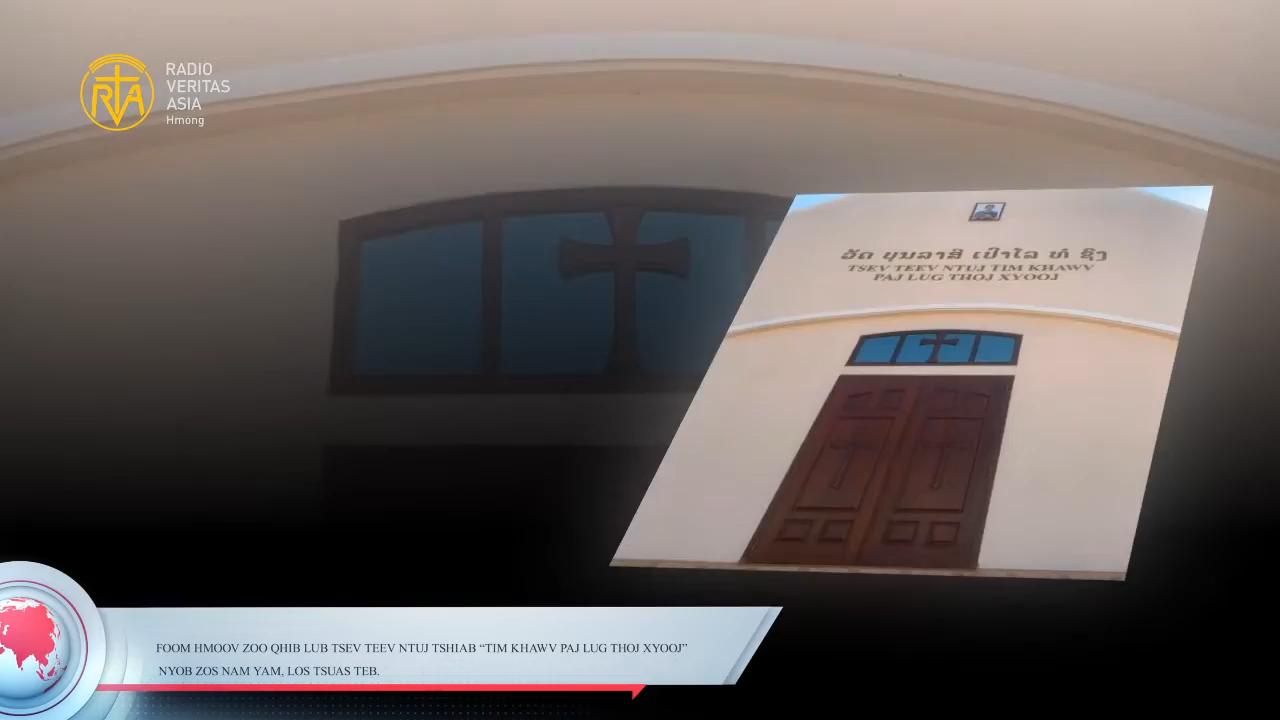 RADIO
VERITAS
ASIA
Hmong
ວັດ ບຸນລາສີ ເປົາໂລ ທໍ ຊົງ
TSEV TEEV NTUJ TIM KHAWV
PAJ LUG THOJ XYOOJ
FOOM HMOOV ZOO QHIB LUB TSEV TEEV NTUJ TSHIAB “TIM KHAWV PAJ LUG THOJ XYOOJ”
NYOB ZOS NAM YAM, LOS TSUAS TEB.